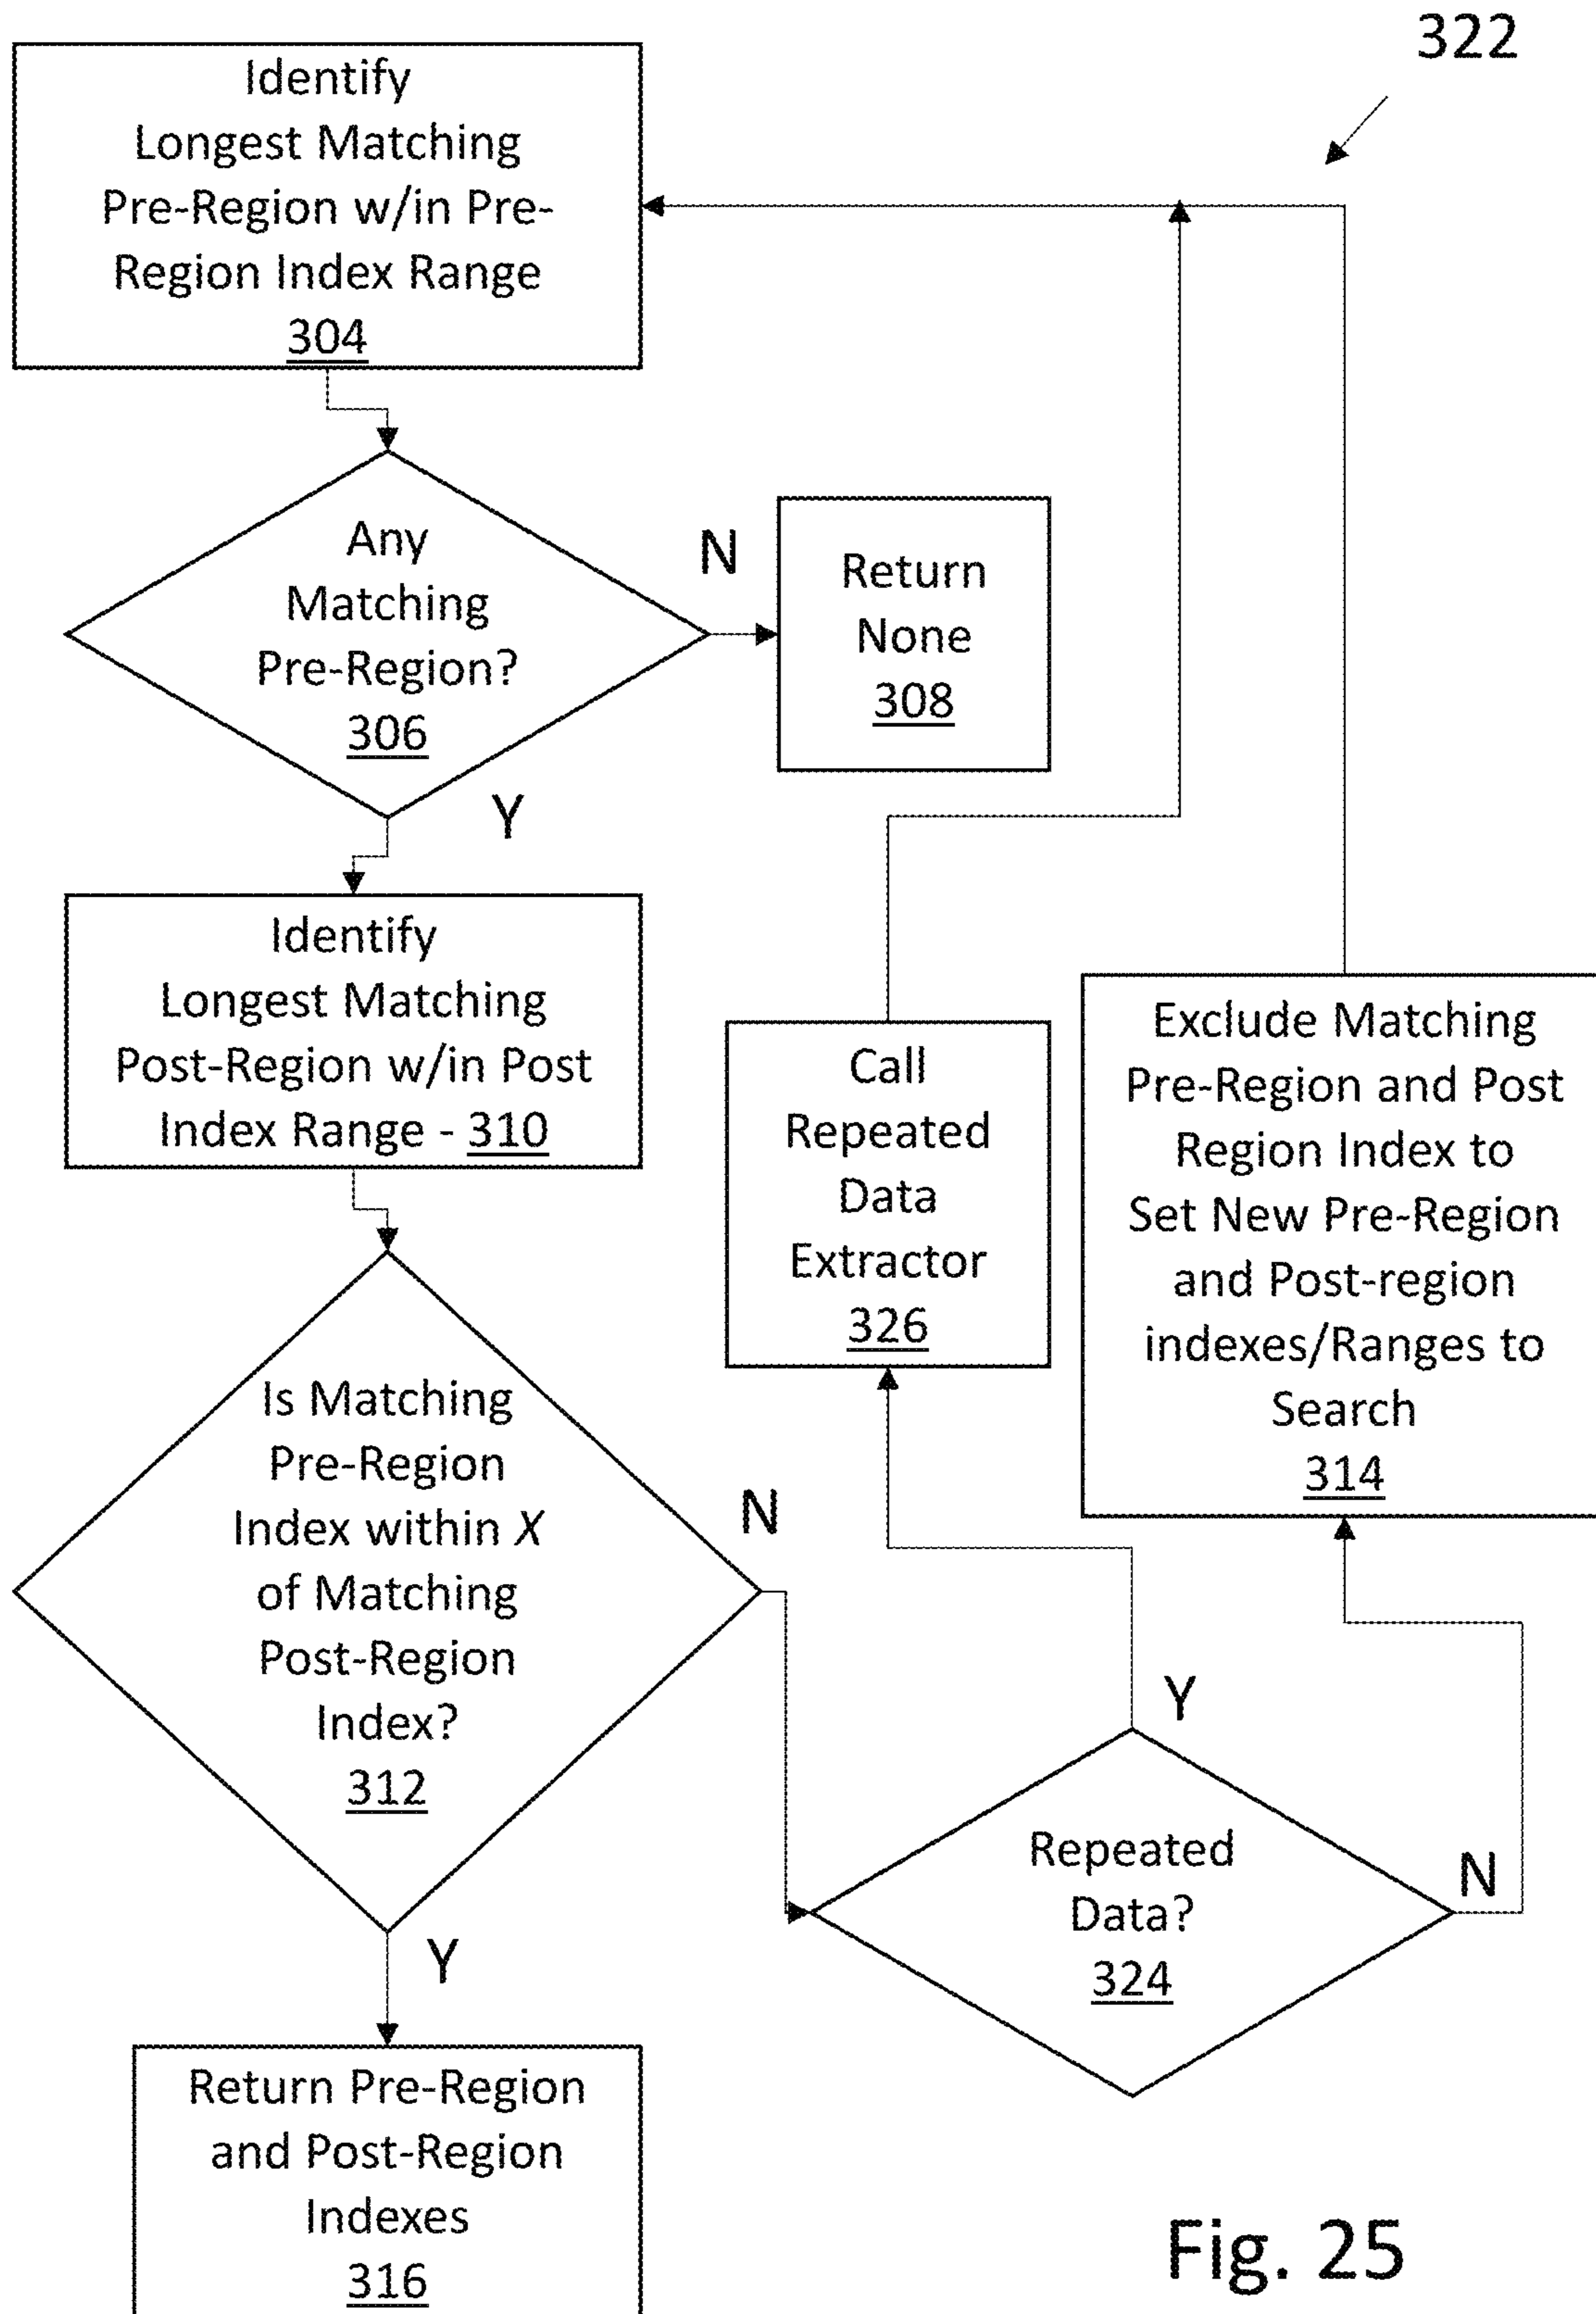 322
Identify
Longest Matching
Pre-Region w/in Pre-
Region Index Range
304
Any
Matching
Pre-Region?
306
N
Return
None
308
Y
Identify
Longest Matching
Post-Region w/in Post
Index Range - 310
Call
Repeated
Data
Extractor
326
Exclude Matching
Pre-Region and Post
Region Index to
Set New Pre-Region
and Post-region
indexes/Ranges to
Search
314
Is Matching
Pre-Region
Index within X
of Matching
Post-Region
Index?
312
N
Y
Repeated
Data?
324
N
Y
Return Pre-Region
and Post-Region
Indexes
316
Fig. 25